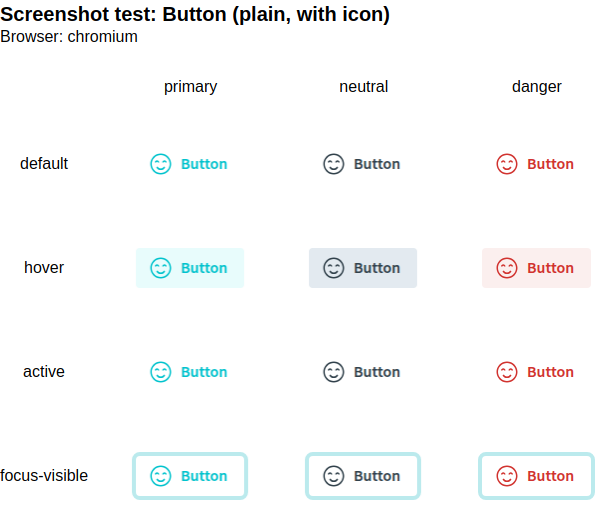 Screenshot test: Button (plain, with icon)
Browser: chromium
primary neutral danger
default Button Button Button
hover Button Button Button
active Button Button Button
focus-visible Button Button Button